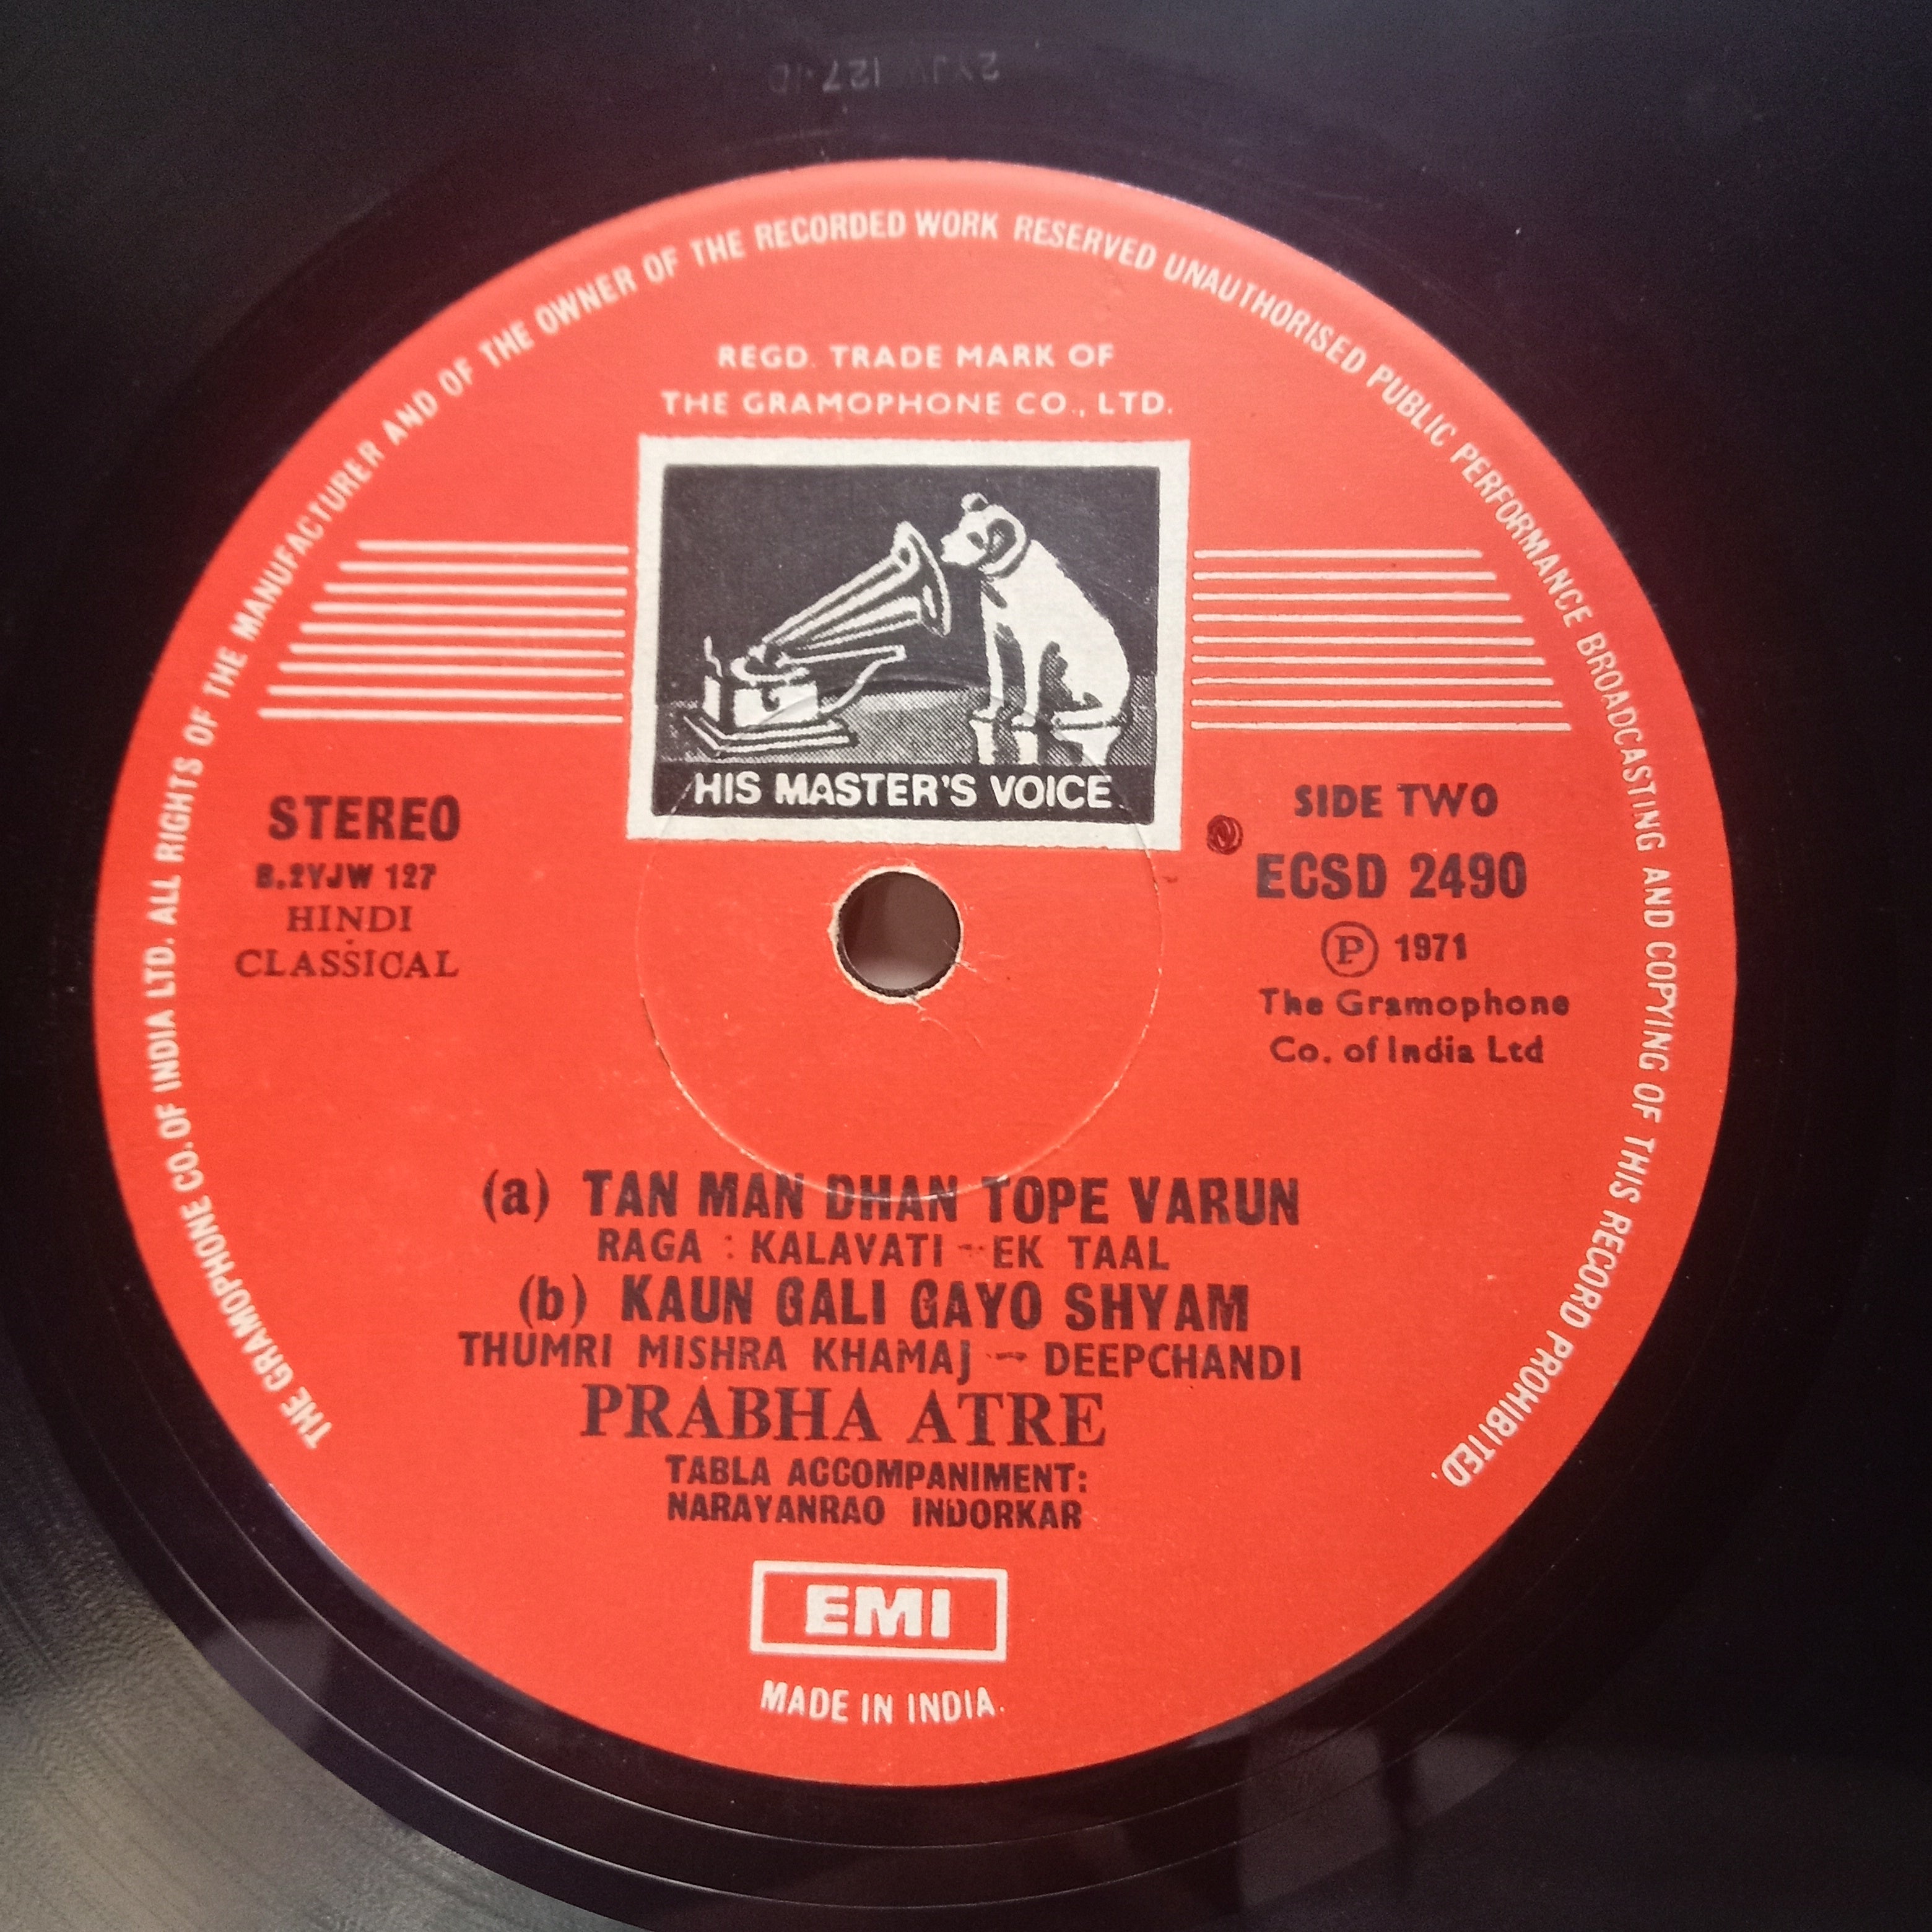 2YJW 127-1D
THE GRAMOPHONE CO. OF INDIA LTD. ALL RIGHTS OF THE MANUFACTURER AND OF THE OWNER OF THE RECORDED WORK RESERVED UNAUTHORISED PUBLIC PERFORMANCE BROADCASTING AND COPYING OF THIS RECORD PROHIBITED.
REGD. TRADE MARK OF
THE GRAMOPHONE CO., LTD.
HIS MASTER'S VOICE
STEREO
8.2YJW 127
HINDI
CLASSICAL
SIDE TWO
ECSD 2490
Ⓟ 1971
The Gramophone
Co. of India Ltd
(a) TAN MAN DHAN TOPE VARUN
RAGA : KALAVATI - EK TAAL
(b) KAUN GALI GAYO SHYAM
THUMRI MISHRA KHAMAJ - DEEPCHANDI
PRABHA ATRE
TABLA ACCOMPANIMENT:
NARAYANRAO INDORKAR
EMI
MADE IN INDIA.